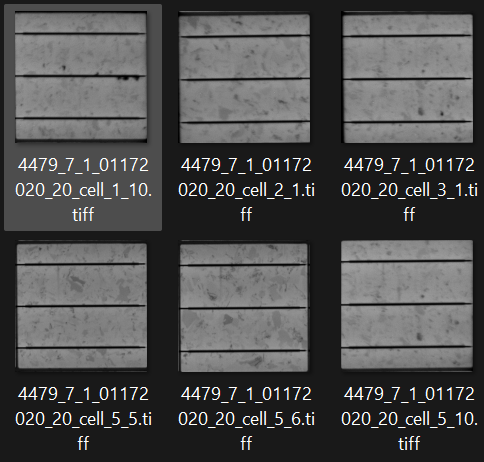 4479_7_1_01172
020_20_cell_1_10.
tiff
4479_7_1_01172
020_20_cell_2_1.ti
ff
4479_7_1_01172
020_20_cell_3_1.ti
ff
4479_7_1_01172
020_20_cell_5_5.ti
ff
4479_7_1_01172
020_20_cell_5_6.ti
ff
4479_7_1_01172
020_20_cell_5_10.
tiff